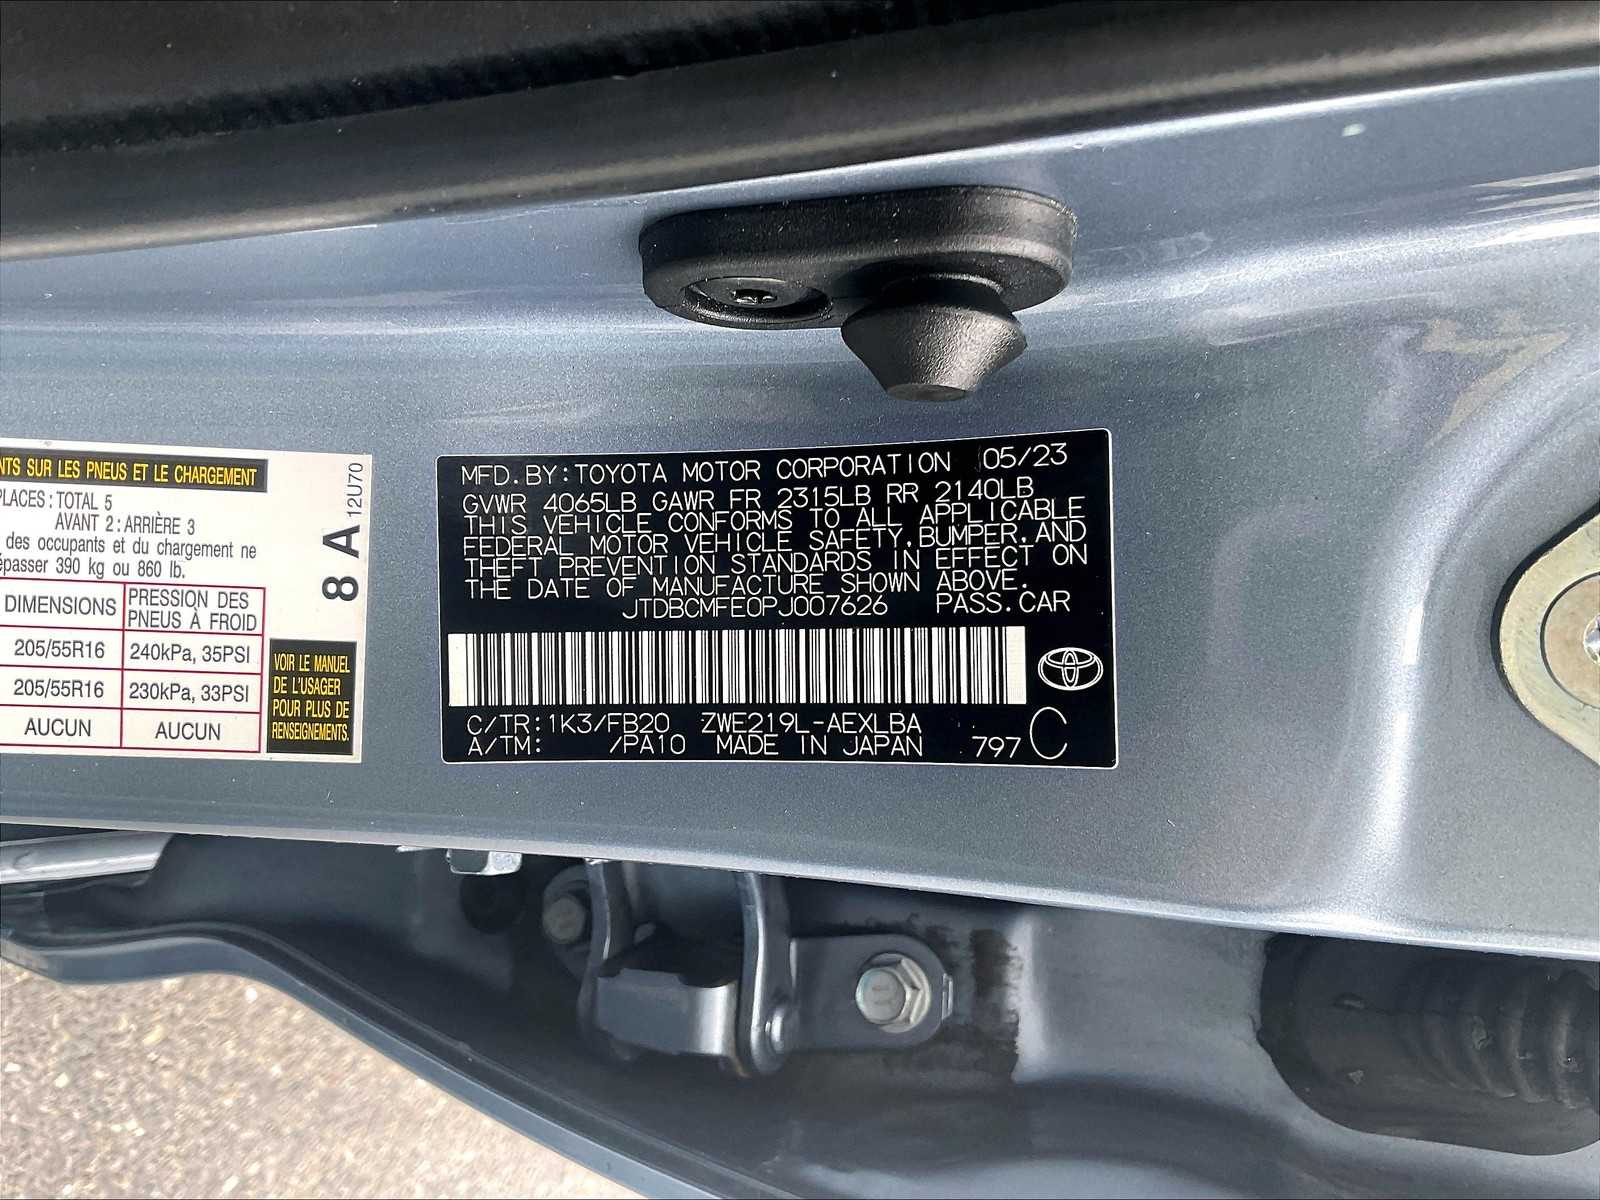 NTS SUR LES PNEUS ET LE CHARGEMENT
PLACES: TOTAL 5
AVANT 2: ARRIÈRE 3
des occupants et du chargement ne
épasser 390 kg ou 860 lb.
DIMENSIONS
PRESSION DES PNEUS À FROID
205/55R16 240kPa, 35PSI
205/55R16 230kPa, 33PSI
AUCUN AUCUN
8 A
12U70
VOIR LE MANUEL
DE L'USAGER
POUR PLUS DE
RENSEIGNEMENTS.
MFD. BY: TOYOTA MOTOR CORPORATION 05/23
GVWR 4065LB GAWR FR 2315LB RR 2140LB
THIS VEHICLE CONFORMS TO ALL APPLICABLE
FEDERAL MOTOR VEHICLE SAFETY, BUMPER, AND
THEFT PREVENTION STANDARDS IN EFFECT ON
THE DATE OF MANUFACTURE SHOWN ABOVE.
JTDBCMFE0PJ007626 PASS. CAR
C/TR: 1K3/FB20 ZWE219L-AEXLBA
A/TM: /PA10 MADE IN JAPAN 797 C